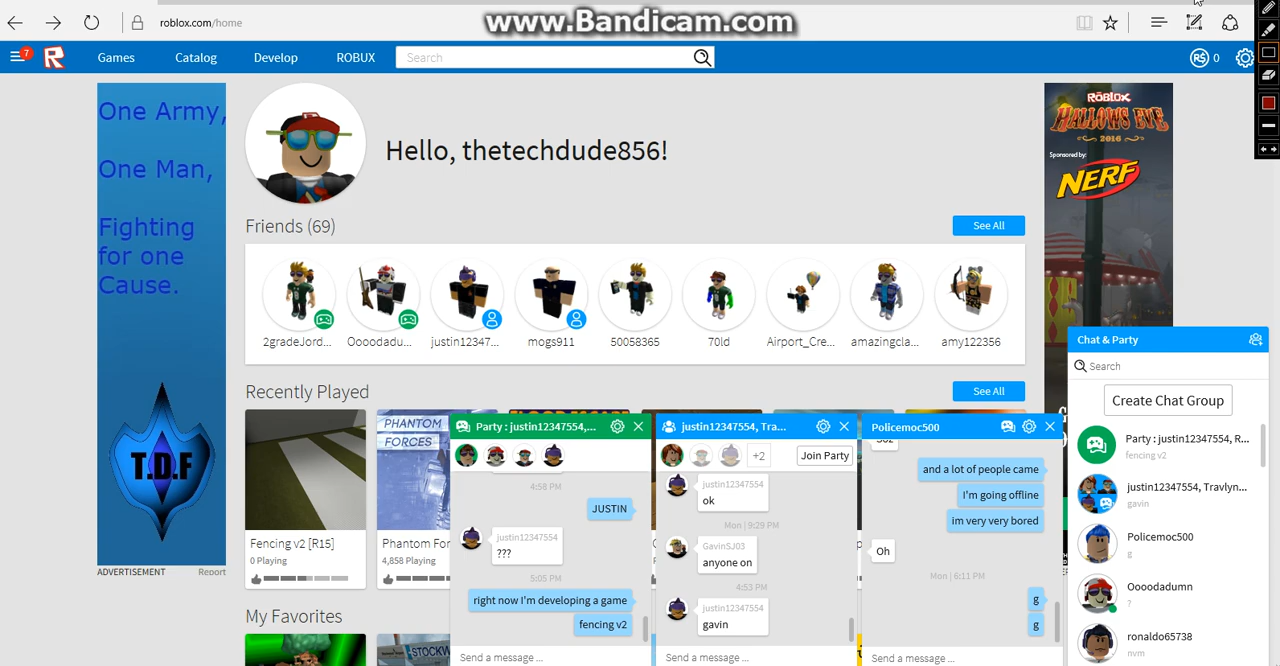 roblox.com/home
www.Bandicam.com
7
Games
Catalog
Develop
ROBUX
Search
R$ 0
One Army,
One Man,
Fighting
for one
Cause.
T.D.F
ADVERTISEMENT
Report
Hello, thetechdude856!
Friends (69)
See All
2gradeJord...
Ooooodadu...
justin12347...
mogs911
50058365
70ld
Airport_Cre...
amazingcla...
amy122356
Recently Played
See All
PHANTOM
FORCES
Fencing v2 [R15]
0 Playing
Phantom For
4,858 Playing
My Favorites
ROBLOX
HALLOWS EVE
2016
Sponsored by:
NERF
Party : justin12347554,...
4:58 PM
JUSTIN
justin12347554
???
5:05 PM
right now I'm developing a game
fencing v2
Send a message ...
justin12347554, Tra...
+2
Join Party
justin12347554
ok
Mon | 9:29 PM
GavinSJ03
anyone on
4:53 PM
justin12347554
gavin
Send a message ...
Policemoc500
and a lot of people came
I'm going offline
im very very bored
Oh
Mon | 6:11 PM
g
g
Send a message ...
Chat & Party
Search
Create Chat Group
Party : justin12347554, R...
fencing v2
justin12347554, Travlyn...
gavin
Policemoc500
g
Ooooodadumn
?
ronaldo65738
nvm